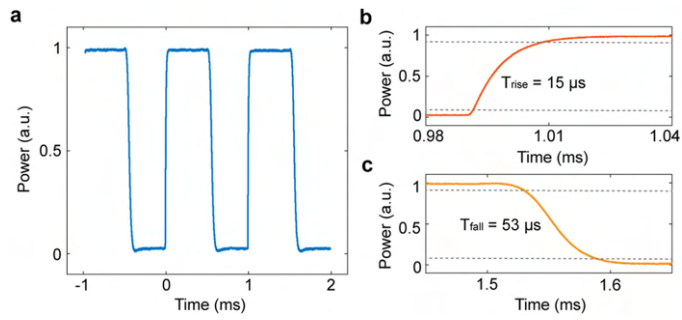 a
Power (a.u.)
1
0.5
0
-1
0
1
2
Time (ms)
b
Power (a.u.)
1
0.5
0
T_rise = 15 µs
0.98
1.01
1.04
Time (ms)
c
Power (a.u.)
1
0.5
0
T_fall = 53 µs
1.5
1.6
Time (ms)